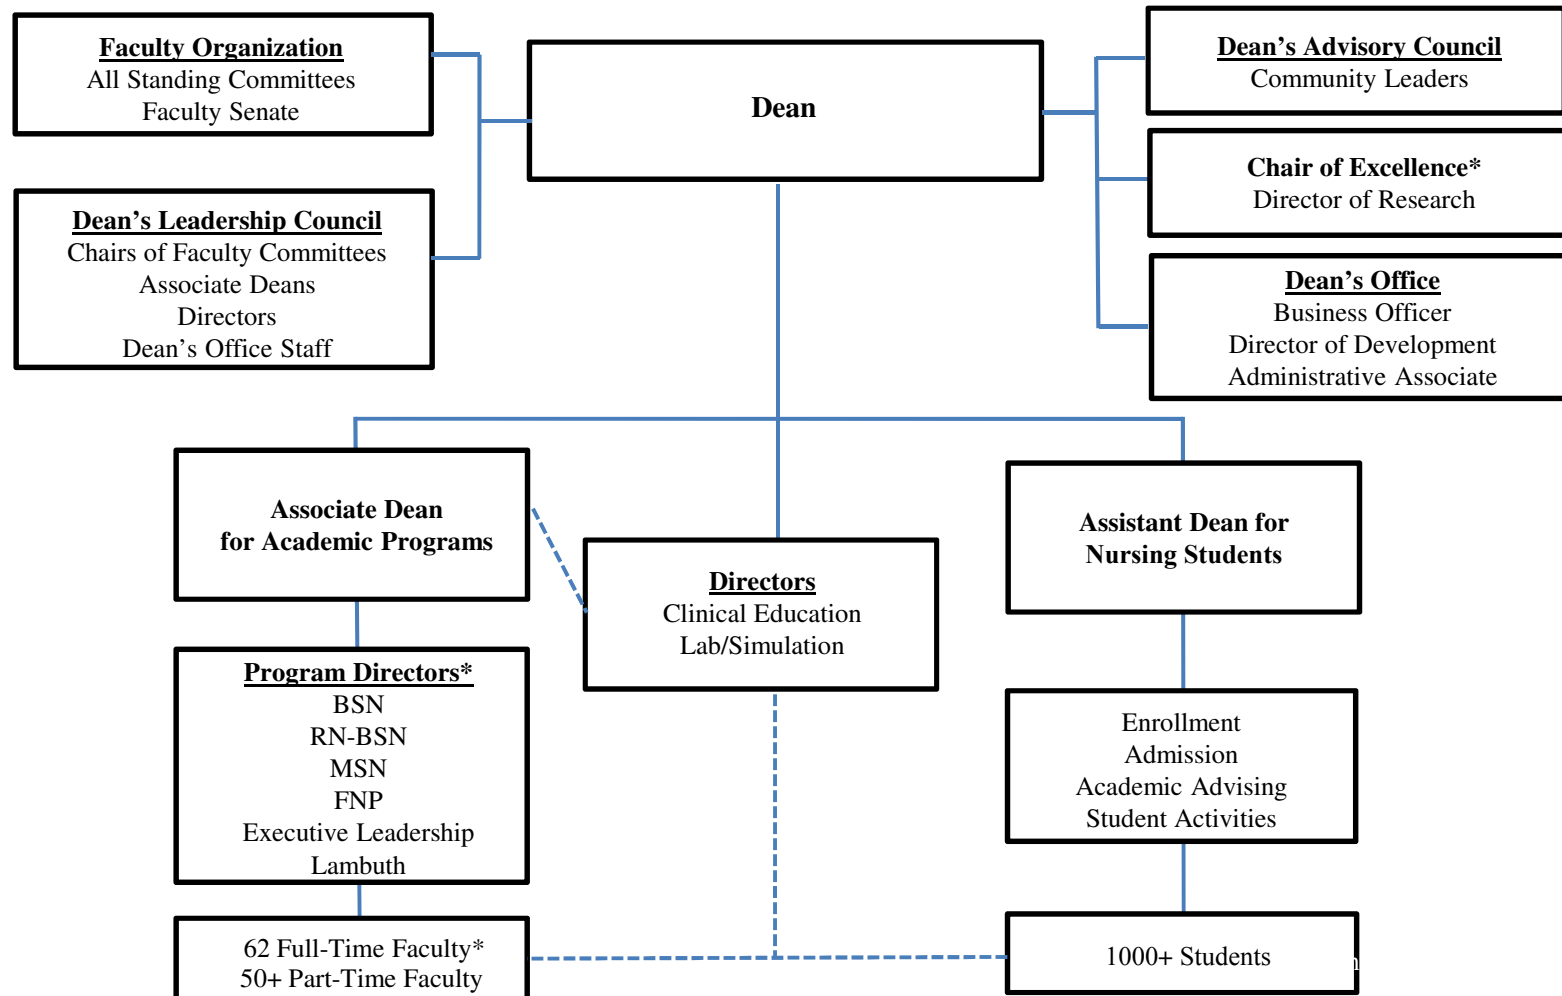 Faculty Organization
All Standing Committees
Faculty Senate
Dean
Dean’s Advisory Council
Community Leaders
Chair of Excellence*
Director of Research
Dean’s Leadership Council
Chairs of Faculty Committees
Associate Deans
Directors
Dean’s Office Staff
Dean’s Office
Business Officer
Director of Development
Administrative Associate
Associate Dean
for Academic Programs
Directors
Clinical Education
Lab/Simulation
Assistant Dean for
Nursing Students
Program Directors*
BSN
RN-BSN
MSN
FNP
Executive Leadership
Lambuth
Enrollment
Admission
Academic Advising
Student Activities
62 Full-Time Faculty*
50+ Part-Time Faculty
1000+ Students